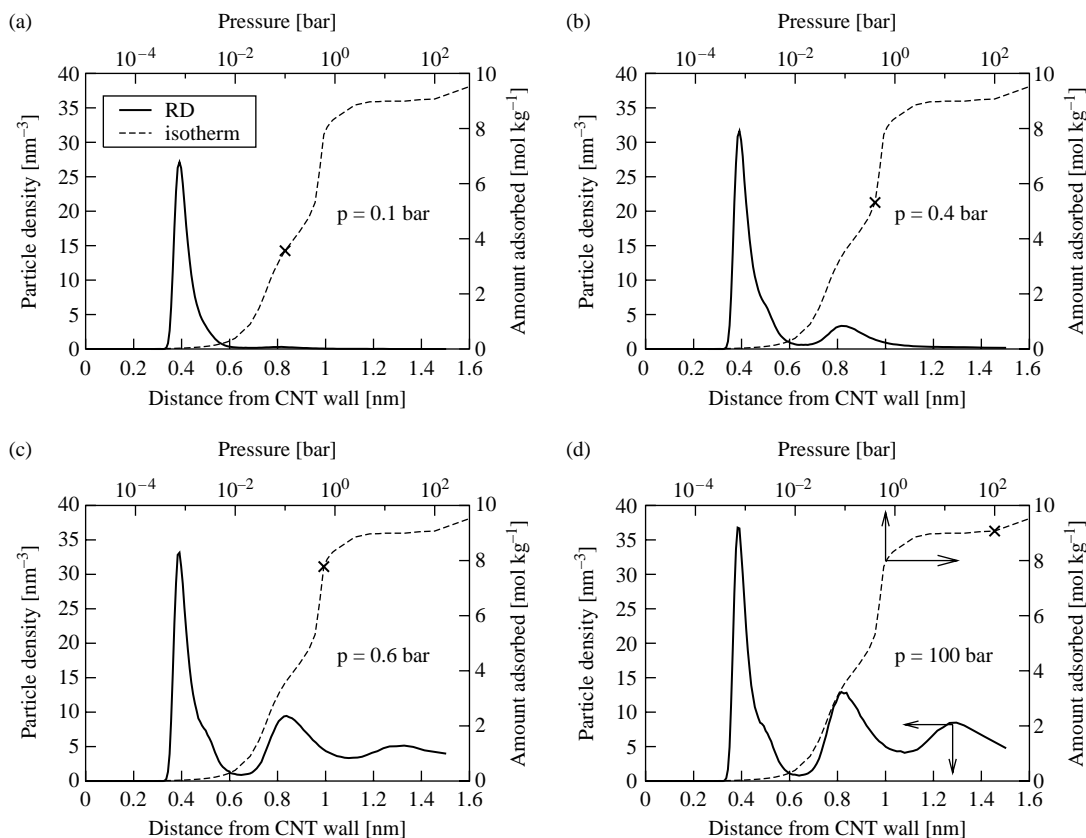 (a)
Pressure [bar]
10⁻⁴ 10⁻² 10⁰ 10²
40 35 30 25 20 15 10 5 0
Particle density [nm⁻³]
RD
isotherm
p = 0.1 bar
10 8 6 4 2 0
Amount adsorbed [mol kg⁻¹]
0 0.2 0.4 0.6 0.8 1 1.2 1.4 1.6
Distance from CNT wall [nm]
(b)
Pressure [bar]
10⁻⁴ 10⁻² 10⁰ 10²
40 35 30 25 20 15 10 5 0
Particle density [nm⁻³]
p = 0.4 bar
10 8 6 4 2 0
Amount adsorbed [mol kg⁻¹]
0 0.2 0.4 0.6 0.8 1 1.2 1.4 1.6
Distance from CNT wall [nm]
(c)
Pressure [bar]
10⁻⁴ 10⁻² 10⁰ 10²
40 35 30 25 20 15 10 5 0
Particle density [nm⁻³]
p = 0.6 bar
10 8 6 4 2 0
Amount adsorbed [mol kg⁻¹]
0 0.2 0.4 0.6 0.8 1 1.2 1.4 1.6
Distance from CNT wall [nm]
(d)
Pressure [bar]
10⁻⁴ 10⁻² 10⁰ 10²
40 35 30 25 20 15 10 5 0
Particle density [nm⁻³]
p = 100 bar
10 8 6 4 2 0
Amount adsorbed [mol kg⁻¹]
0 0.2 0.4 0.6 0.8 1 1.2 1.4 1.6
Distance from CNT wall [nm]